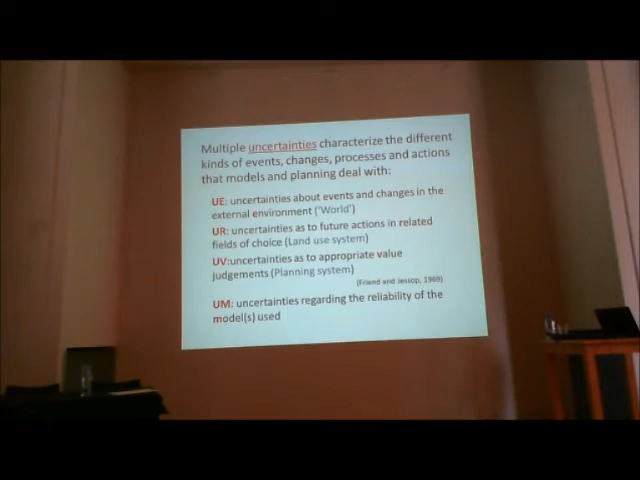 Multiple uncertainties characterize the different
kinds of events, changes, processes and actions
that models and planning deal with:
UE: uncertainties about events and changes in the
external environment ('World')
UR: uncertainties as to future actions in related
fields of choice (Land use system)
UV:uncertainties as to appropriate value
judgements (Planning system)
(Friend and Jessop, 1969)
UM: uncertainties regarding the reliability of the
model(s) used